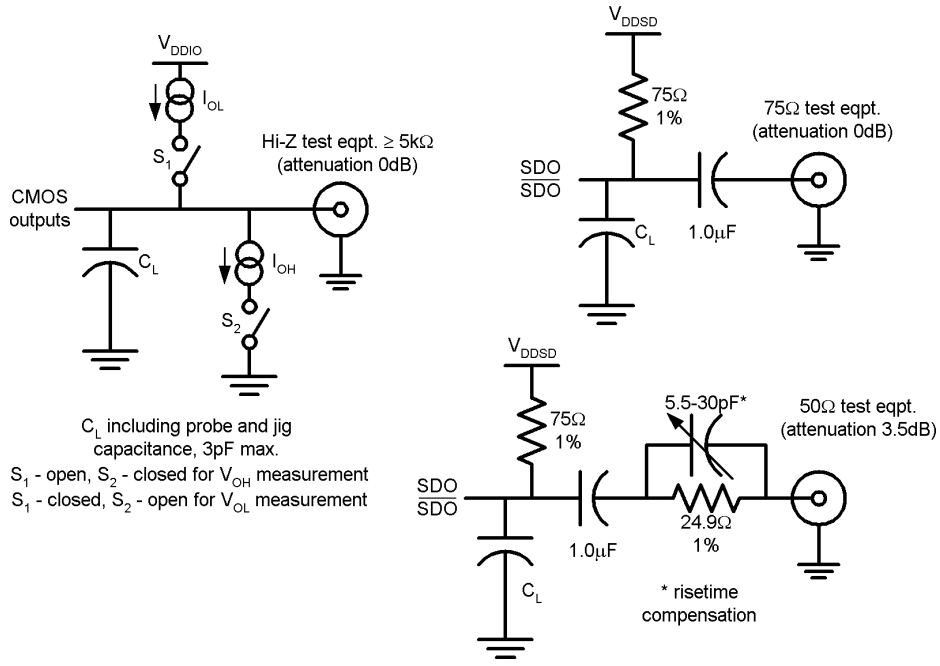 V_DDIO
I_OL
S_1
Hi-Z test eqpt. ≥ 5kΩ
(attenuation 0dB)
CMOS
outputs
C_L
I_OH
S_2
C_L including probe and jig
capacitance, 3pF max.
S_1 - open, S_2 - closed for V_OH measurement
S_1 - closed, S_2 - open for V_OL measurement
V_DDSD
75Ω
1%
75Ω test eqpt.
(attenuation 0dB)
SDO
SDO
C_L
1.0µF
V_DDSD
75Ω
1%
5.5-30pF*
50Ω test eqpt.
(attenuation 3.5dB)
SDO
SDO
1.0µF
24.9Ω
1%
C_L
* risetime
compensation